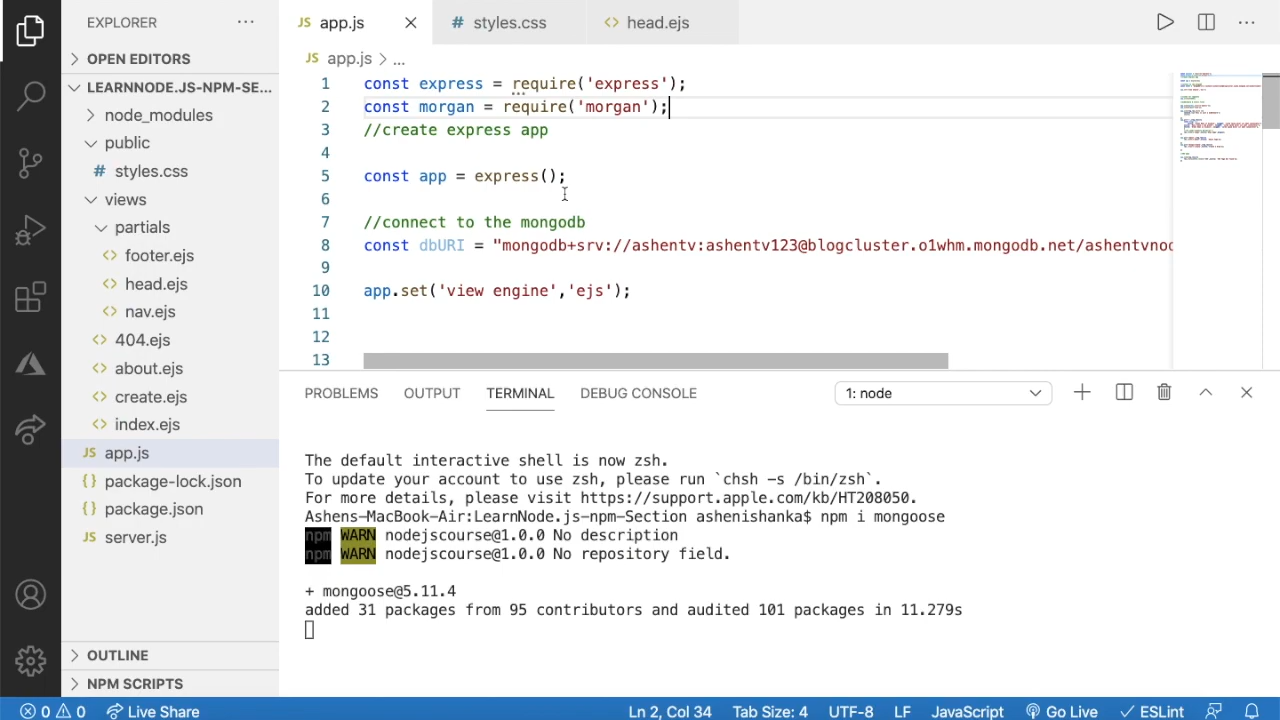 EXPLORER
OPEN EDITORS
LEARNNODE.JS-NPM-SE...
node_modules
public
# styles.css
views
partials
<> footer.ejs
<> head.ejs
<> nav.ejs
<> 404.ejs
<> about.ejs
<> create.ejs
<> index.ejs
JS app.js
{} package-lock.json
{} package.json
JS server.js
OUTLINE
NPM SCRIPTS
JS app.js
# styles.css
<> head.ejs
JS app.js > ...
1 const express = require('express');
2 const morgan = require('morgan');
3 //create express app
4
5 const app = express();
6
7 //connect to the mongodb
8 const dbURI = "mongodb+srv://ashentv:ashentv123@blogcluster.o1whm.mongodb.net/ashentvnod
9
10 app.set('view engine','ejs');
11
12
13
PROBLEMS OUTPUT TERMINAL DEBUG CONSOLE 1: node
The default interactive shell is now zsh.
To update your account to use zsh, please run `chsh -s /bin/zsh`.
For more details, please visit https://support.apple.com/kb/HT208050.
Ashens-MacBook-Air:LearnNode.js-npm-Section ashenishanka$ npm i mongoose
npm WARN nodejscourse@1.0.0 No description
npm WARN nodejscourse@1.0.0 No repository field.
+ mongoose@5.11.4
added 31 packages from 95 contributors and audited 101 packages in 11.279s
0 0 Live Share Ln 2, Col 34 Tab Size: 4 UTF-8 LF JavaScript Go Live ESLint